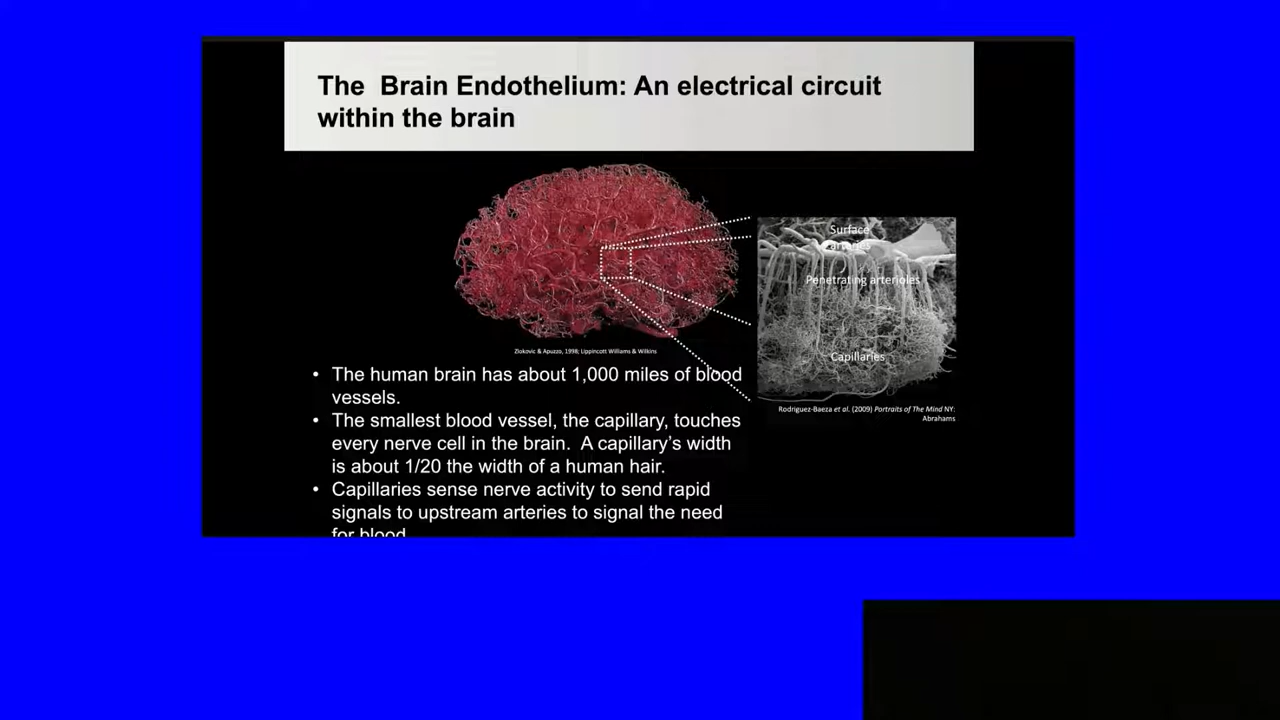 The  Brain Endothelium: An electrical circuit
within the brain
Surface
arteries
Penetrating arterioles
Capillaries
Zlokovic & Apuzzo, 1998; Lippincott Williams & Wilkins
Rodriguez-Baeza et al. (2009) Portraits of The Mind NY:
Abrahams
• The human brain has about 1,000 miles of blood
vessels.
• The smallest blood vessel, the capillary, touches
every nerve cell in the brain.  A capillary’s width
is about 1/20 the width of a human hair.
• Capillaries sense nerve activity to send rapid
signals to upstream arteries to signal the need
for blood.